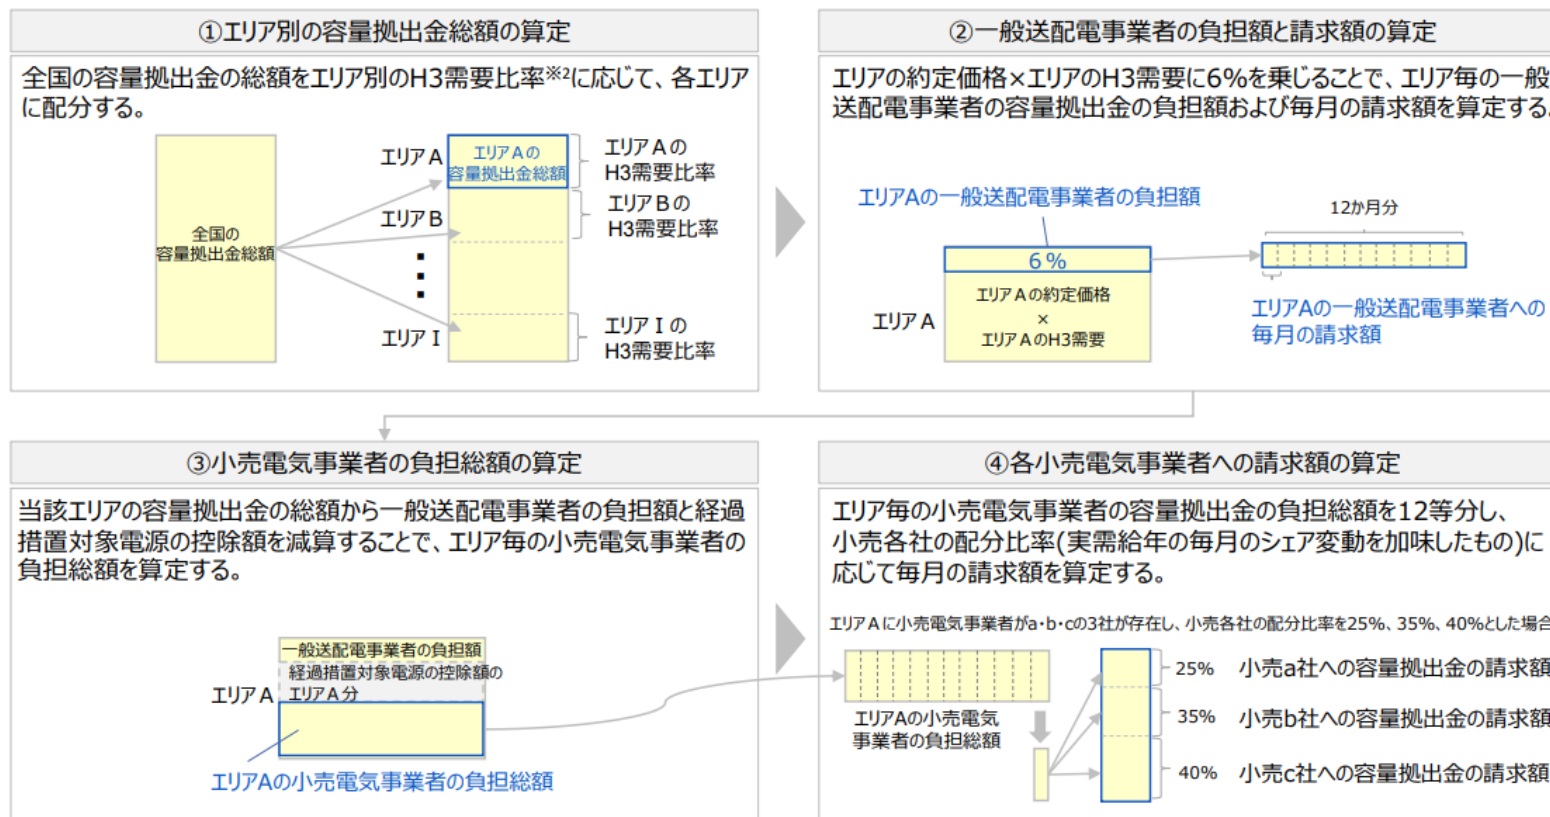 ①エリア別の容量拠出金総額の算定
全国の容量拠出金の総額をエリア別のH3需要比率※2に応じて、各エリア
に配分する。
エリアA
エリアAの
容量拠出金総額
エリアAの
H3需要比率
エリアB
エリアBの
H3需要比率
全国の
容量拠出金総額
エリアI
エリアIの
H3需要比率
②一般送配電事業者の負担額と請求額の算定
エリアの約定価格×エリアのH3需要に6%を乗じることで、エリア毎の一般
送配電事業者の容量拠出金の負担額および毎月の請求額を算定する。
エリアAの一般送配電事業者の負担額
12か月分
6%
エリアA
エリアAの約定価格
×
エリアAのH3需要
エリアAの一般送配電事業者への
毎月の請求額
③小売電気事業者の負担総額の算定
当該エリアの容量拠出金の総額から一般送配電事業者の負担額と経過
措置対象電源の控除額を減算することで、エリア毎の小売電気事業者の
負担総額を算定する。
一般送配電事業者の負担額
経過措置対象電源の控除額の
エリアA分
エリアA
エリアAの小売電気事業者の負担総額
④各小売電気事業者への請求額の算定
エリア毎の小売電気事業者の容量拠出金の負担総額を12等分し、
小売各社の配分比率(実需給年の毎月のシェア変動を加味したもの)に
応じて毎月の請求額を算定する。
エリアAに小売電気事業者がa・b・cの3社が存在し、小売各社の配分比率を25%、35%、40%とした場合
エリアAの小売電気
事業者の負担総額
25% 小売a社への容量拠出金の請求額
35% 小売b社への容量拠出金の請求額
40% 小売c社への容量拠出金の請求額